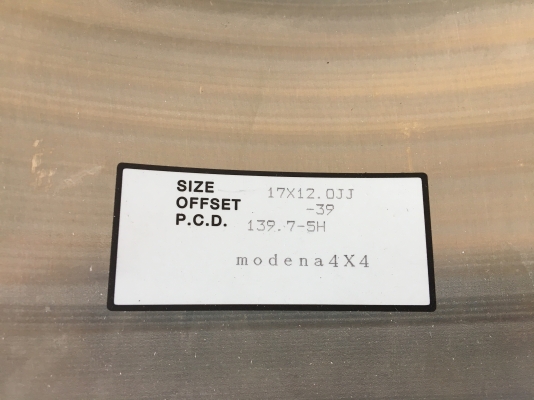 SIZE 17X12.0JJ
OFFSET -39
P.C.D. 139.7-5H
modena4X4